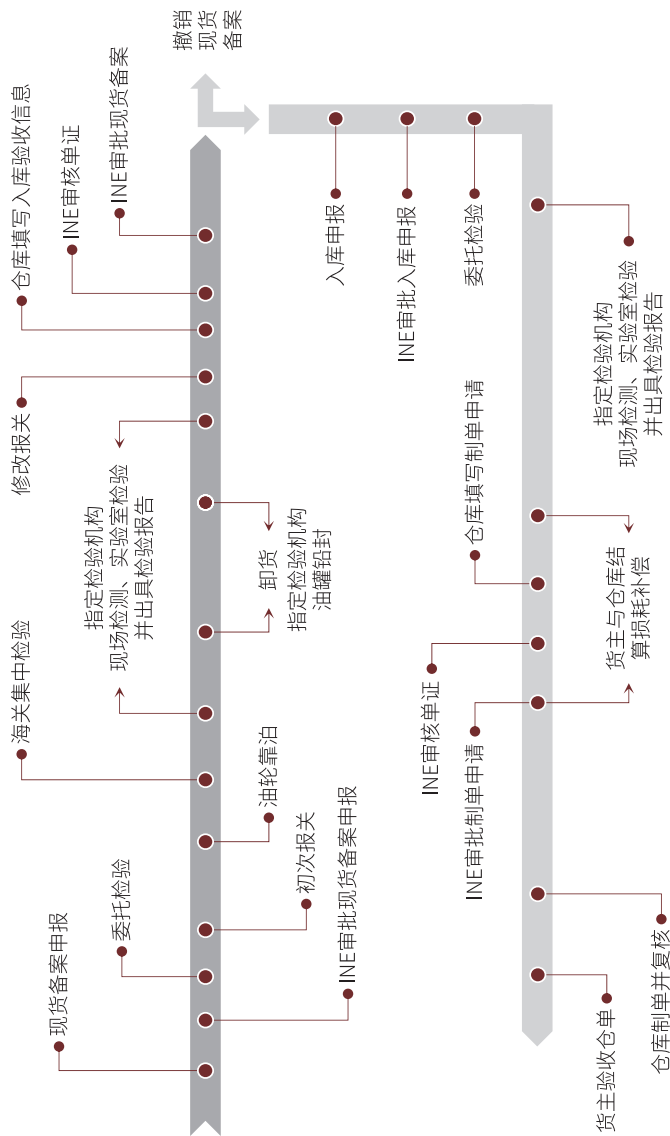 现货备案申报
INE审批现货备案申报
委托检验
初次报关
油轮靠泊
海关集中检验
指定检验机构
现场检测、实验室检验
并出具检验报告
卸货
指定检验机构
油罐铅封
修改报关
仓库填写入库验收信息
INE审核单证
INE审批现货备案
撤销
现货
备案
入库申报
INE审批入库申报
委托检验
指定检验机构
现场检测、实验室检验
并出具检验报告
货主与仓库结
算损耗补偿
仓库填写制单申请
INE审核单证
INE审批制单申请
仓库制单并复核
货主验收仓单